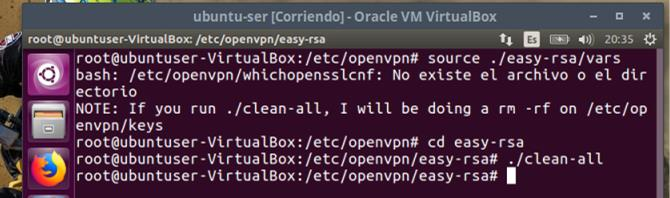 ubuntu-ser [Corriendo] - Oracle VM VirtualBox
root@ubuntuser-VirtualBox: /etc/openvpn/easy-rsa Es 20:35
root@ubuntuser-VirtualBox:/etc/openvpn# source ./easy-rsa/vars
bash: /etc/openvpn/whichopensslcnf: No existe el archivo o el dir
ectorio
NOTE: If you run ./clean-all, I will be doing a rm -rf on /etc/op
envpn/keys
root@ubuntuser-VirtualBox:/etc/openvpn# cd easy-rsa
root@ubuntuser-VirtualBox:/etc/openvpn/easy-rsa# ./clean-all
root@ubuntuser-VirtualBox:/etc/openvpn/easy-rsa#